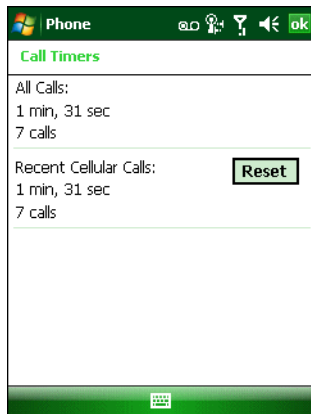 Phone
ok
Call Timers
All Calls:
1 min, 31 sec
7 calls
Recent Cellular Calls:
Reset
1 min, 31 sec
7 calls